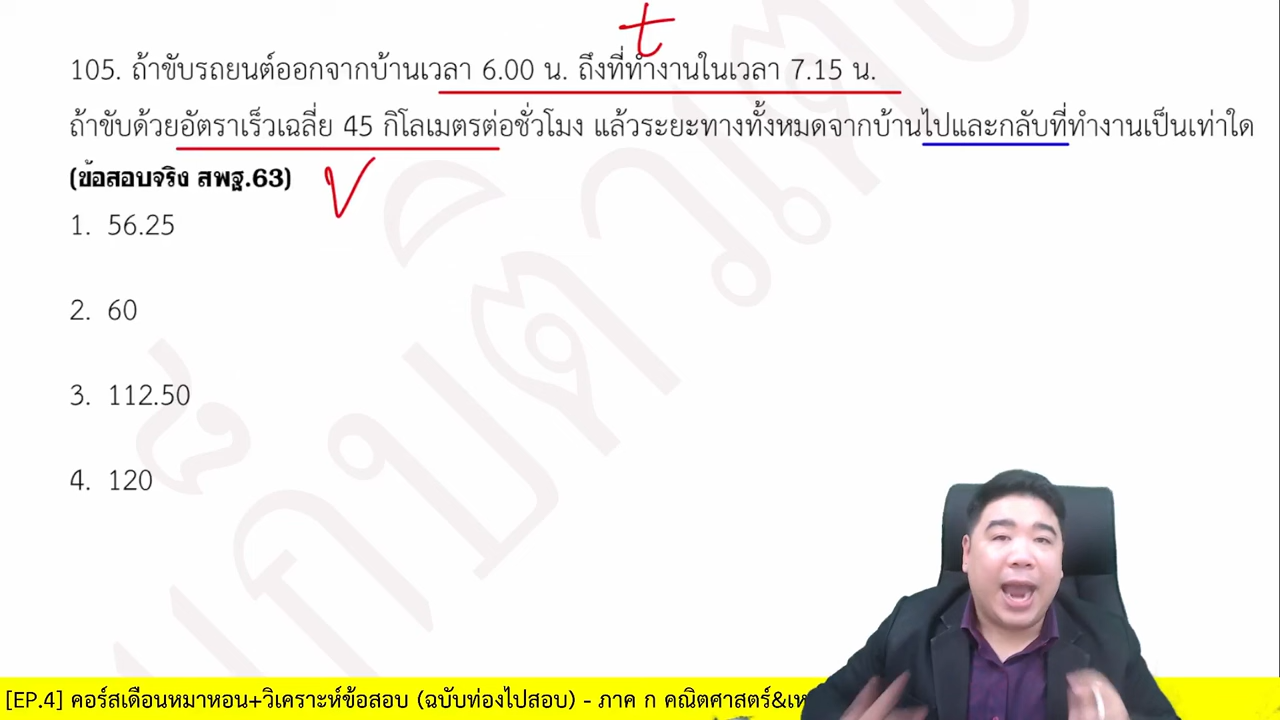 t
105. ถ้าขับรถยนต์ออกจากบ้านเวลา 6.00 น. ถึงที่ทำงานในเวลา 7.15 น.
ถ้าขับด้วยอัตราเร็วเฉลี่ย 45 กิโลเมตรต่อชั่วโมง แล้วระยะทางทั้งหมดจากบ้านไปและกลับที่ทำงานเป็นเท่าใด
(ข้อสอบจริง สพฐ.63)
V
1. 56.25
2. 60
3. 112.50
4. 120
[EP.4] คอร์สเดือนหมาหอน+วิเคราะห์ข้อสอบ (ฉบับท่องไปสอบ) - ภาค ก คณิตศาสตร์&เห